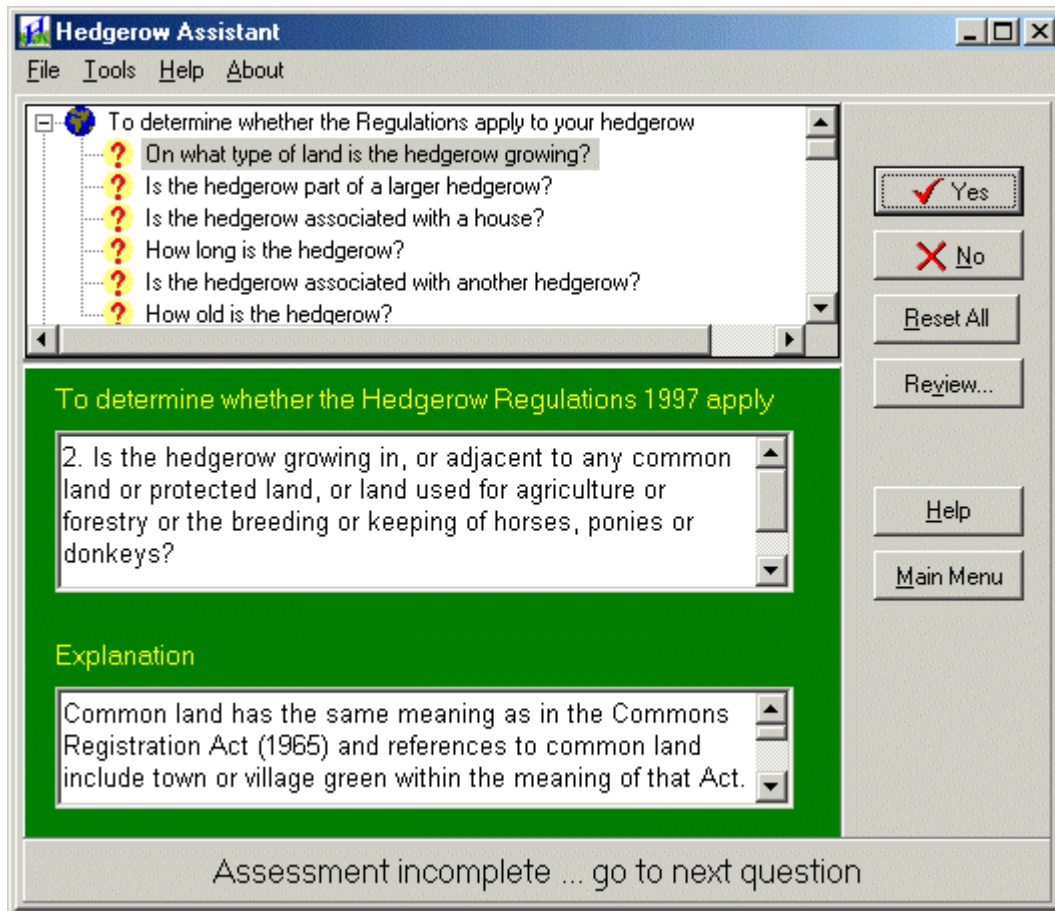 Hedgerow Assistant
File Tools Help About
To determine whether the Regulations apply to your hedgerow
? On what type of land is the hedgerow growing?
? Is the hedgerow part of a larger hedgerow?
? Is the hedgerow associated with a house?
? How long is the hedgerow?
? Is the hedgerow associated with another hedgerow?
? How old is the hedgerow?
Yes
No
Reset All
Review...
Help
Main Menu
To determine whether the Hedgerow Regulations 1997 apply
2. Is the hedgerow growing in, or adjacent to any common
land or protected land, or land used for agriculture or
forestry or the breeding or keeping of horses, ponies or
donkeys?
Explanation
Common land has the same meaning as in the Commons
Registration Act (1965) and references to common land
include town or village green within the meaning of that Act.
Assessment incomplete ... go to next question